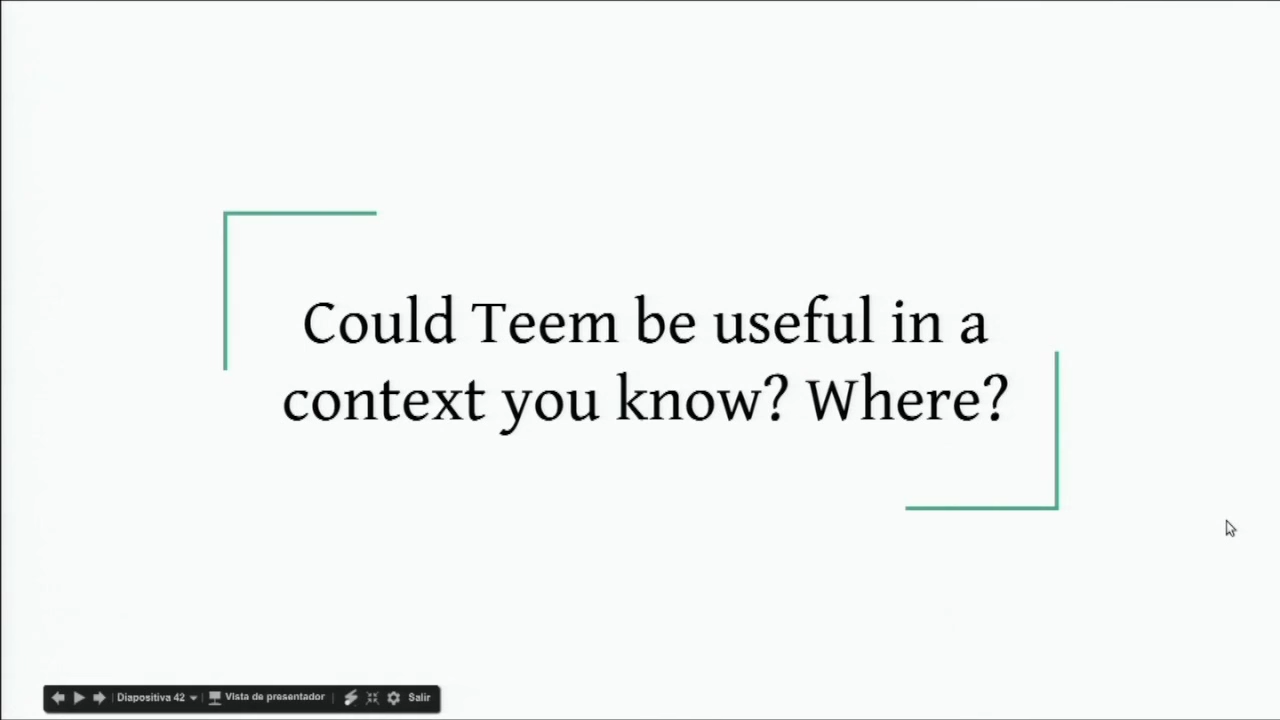 Could Teem be useful in a
context you know? Where?
Diapositiva 42
Vista de presentador
Salir